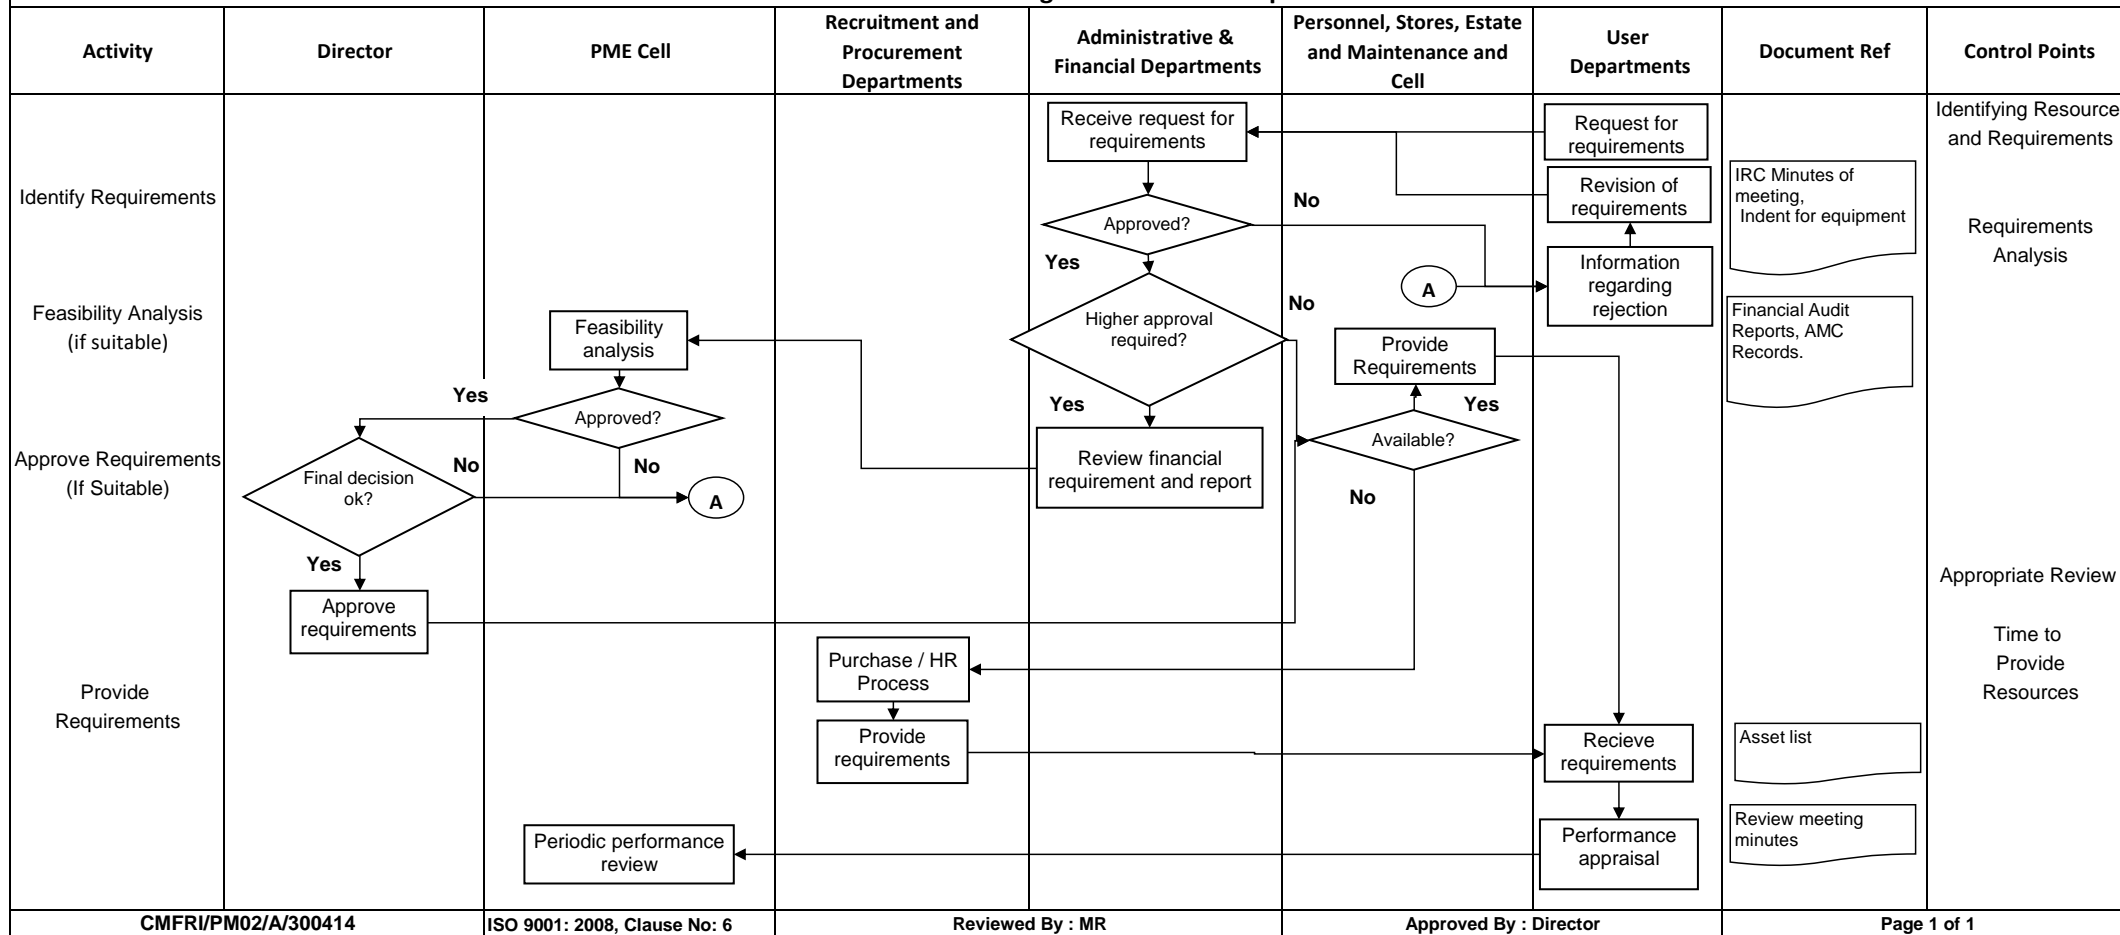 Activity
Director
PME Cell
Recruitment and
Procurement
Departments
Administrative &
Financial Departments
Personnel, Stores, Estate
and Maintenance and
Cell
User
Departments
Document Ref
Control Points
Identify Requirements
Feasibility Analysis
(if suitable)
Approve Requirements
(If Suitable)
Provide
Requirements
Yes
Final decision
ok?
No
Yes
Approve
requirements
Feasibility
analysis
Approved?
No
A
Periodic performance
review
Purchase / HR
Process
Provide
requirements
Receive request for
requirements
Approved?
Yes
Higher approval
required?
Yes
Review financial
requirement and report
No
No
A
Provide
Requirements
Yes
Available?
No
Request for
requirements
Revision of
requirements
Information
regarding
rejection
Recieve
requirements
Performance
appraisal
IRC Minutes of
meeting,
Indent for equipment
Financial Audit
Reports, AMC
Records.
Asset list
Review meeting
minutes
Identifying Resource
and Requirements
Requirements
Analysis
Appropriate Review
Time to
Provide
Resources
CMFRI/PM02/A/300414
ISO 9001: 2008, Clause No: 6
Reviewed By : MR
Approved By : Director
Page 1 of 1